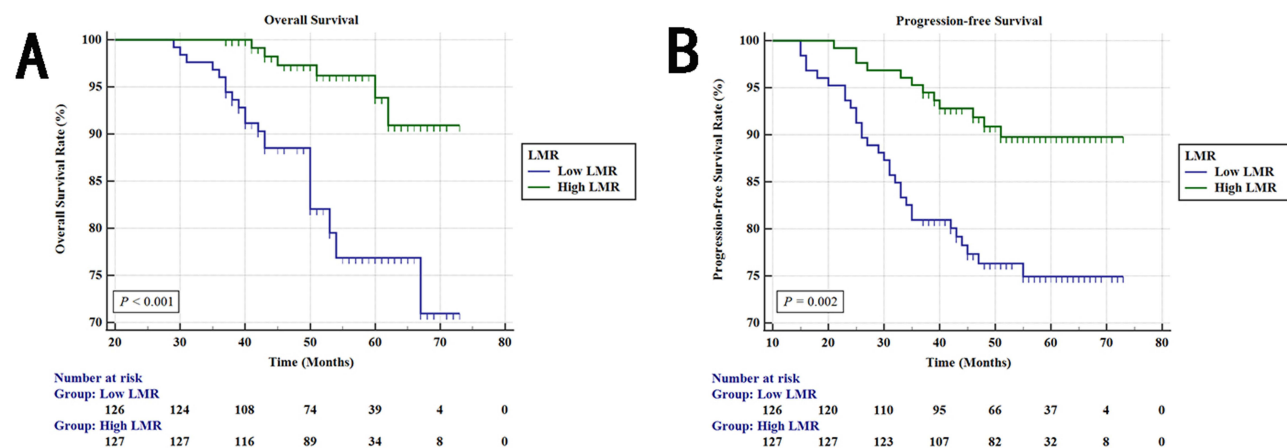 A
Overall Survival
Overall Survival Rate (%)
100
95
90
85
80
75
70
P < 0.001
20 30 40 50 60 70 80
Time (Months)
LMR
Low LMR
High LMR
Number at risk
Group: Low LMR
126 124 108 74 39 4 0
Group: High LMR
127 127 116 89 34 8 0
B
Progression-free Survival
Progression-free Survival Rate (%)
100
95
90
85
80
75
70
P = 0.002
10 20 30 40 50 60 70 80
Time (Months)
LMR
Low LMR
High LMR
Number at risk
Group: Low LMR
126 120 110 95 66 37 4 0
Group: High LMR
127 127 123 107 82 32 8 0